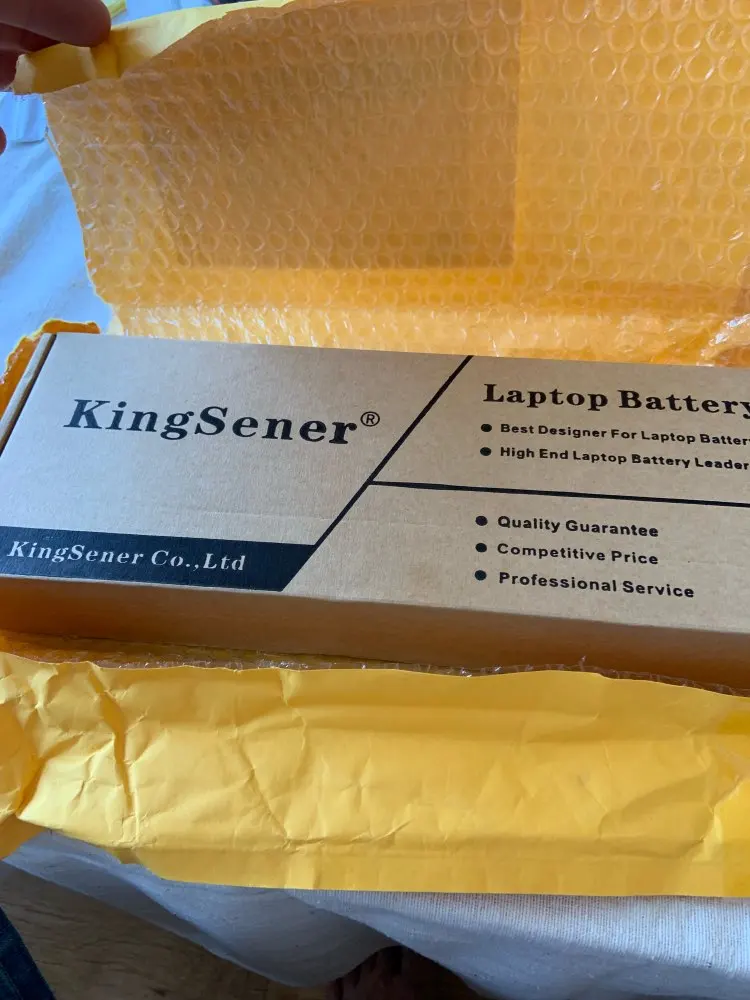 KingSener®
KingSener Co.,Ltd
Laptop Battery
● Best Designer For Laptop Batter
● High End Laptop Battery Leader
● Quality Guarantee
● Competitive Price
● Professional Service